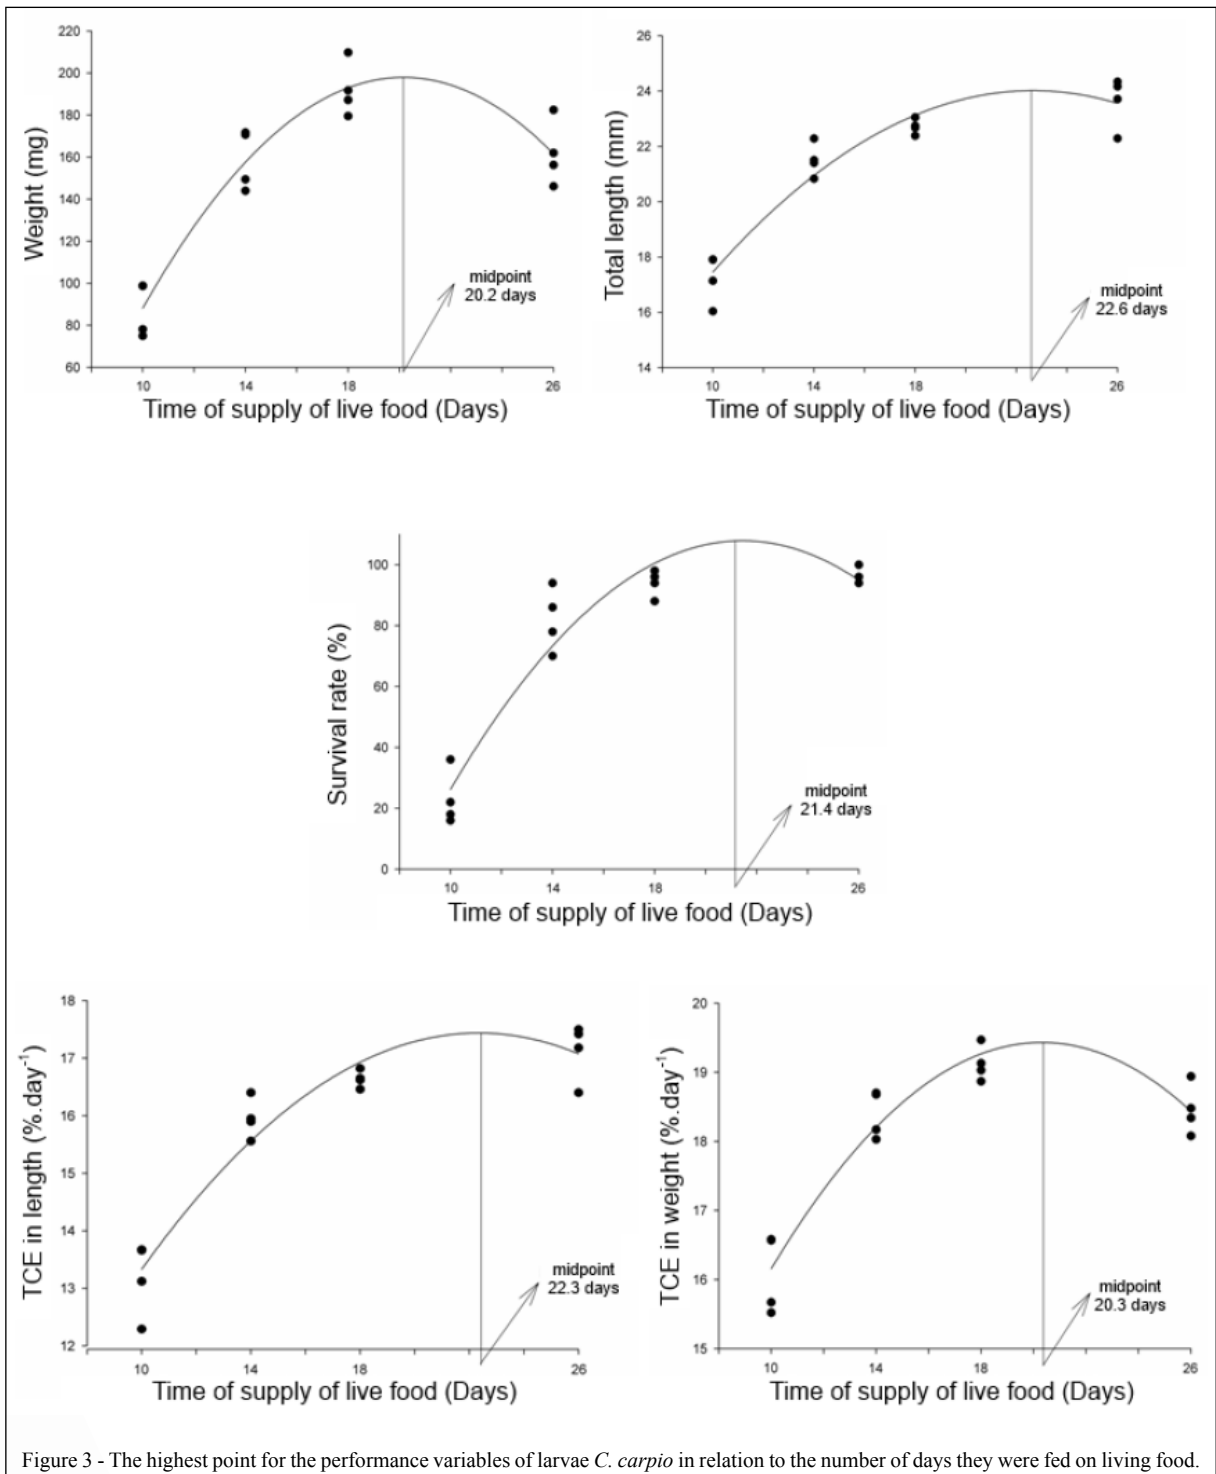 220
200
180
160
140
120
100
80
60
Weight (mg)
midpoint
20.2 days
10 14 18 26
Time of supply of live food (Days)
26
24
22
20
18
16
14
Total length (mm)
midpoint
22.6 days
10 14 18 26
Time of supply of live food (Days)
100
80
60
40
20
0
Survival rate (%)
midpoint
21.4 days
10 14 18 26
Time of supply of live food (Days)
18
17
16
15
14
13
12
TCE in length (%.day⁻¹)
midpoint
22.3 days
10 14 18 26
Time of supply of live food (Days)
20
19
18
17
16
15
TCE in weight (%.day⁻¹)
midpoint
20.3 days
10 14 18 26
Time of supply of live food (Days)
Figure 3 - The highest point for the performance variables of larvae C. carpio in relation to the number of days they were fed on living food.